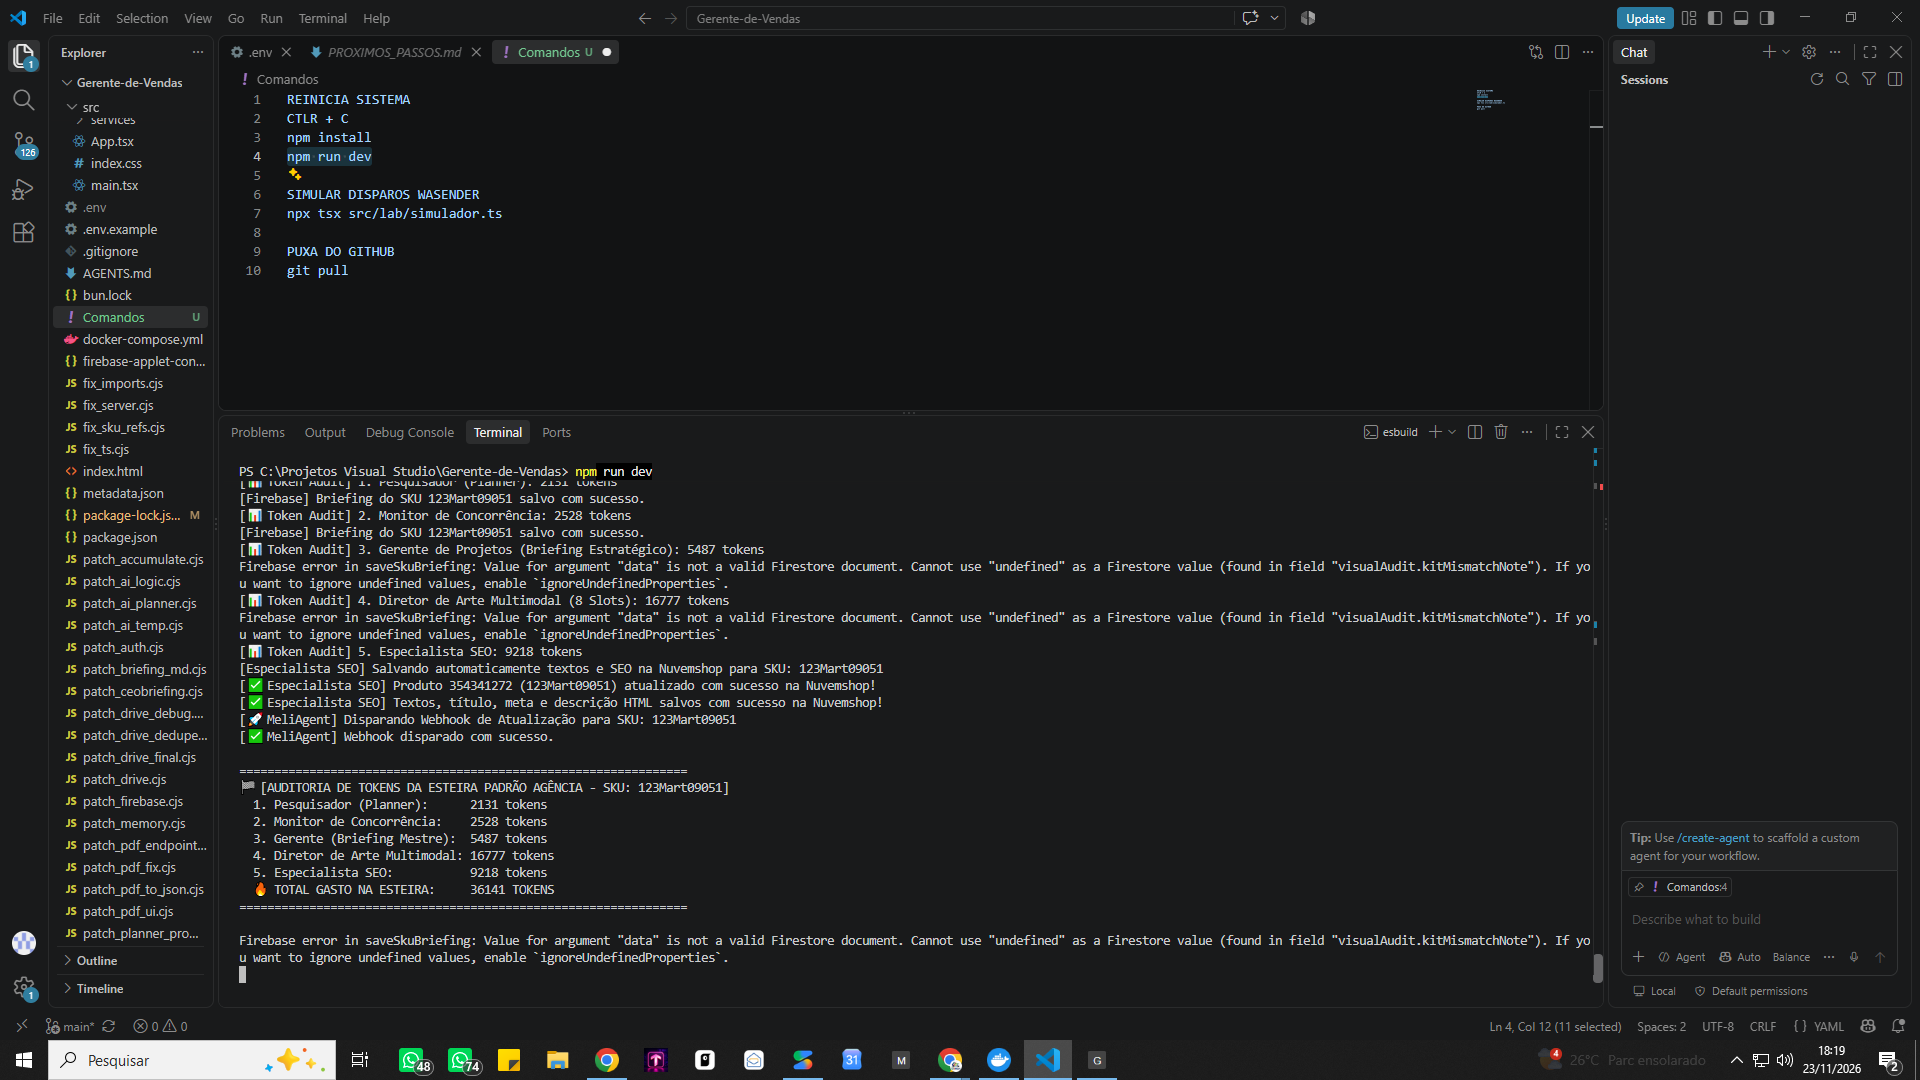 File Edit Selection View Go Run Terminal Help
Gerente-de-Vendas
Update
Explorer
Gerente-de-Vendas
src
services
App.tsx
index.css
main.tsx
.env
.env.example
.gitignore
AGENTS.md
bun.lock
Comandos U
docker-compose.yml
firebase-applet-con...
fix_imports.cjs
fix_server.cjs
fix_sku_refs.cjs
fix_ts.cjs
index.html
metadata.json
package-lock.js... M
package.json
patch_accumulate.cjs
patch_ai_logic.cjs
patch_ai_planner.cjs
patch_ai_temp.cjs
patch_auth.cjs
patch_briefing_md.cjs
patch_ceobriefing.cjs
patch_drive_debug....
patch_drive_dedupe...
patch_drive_final.cjs
patch_drive.cjs
patch_firebase.cjs
patch_memory.cjs
patch_pdf_endpoint...
patch_pdf_fix.cjs
patch_pdf_to_json.cjs
patch_pdf_ui.cjs
patch_planner_pro...
Outline
Timeline
1
126
1
.env
PROXIMOS_PASSOS.md
Comandos U
Comandos
1 REINICIA SISTEMA
2 CTLR + C
3 npm install
4 npm run dev
5
6 SIMULAR DISPAROS WASENDER
7 npx tsx src/lab/simulador.ts
8
9 PUXA DO GITHUB
10 git pull
Problems Output Debug Console Terminal Ports
esbuild
PS C:\Projetos Visual Studio\Gerente-de-Vendas> npm run dev
[📊 Token Audit] 1. Pesquisador (Planner): 2131 tokens
[Firebase] Briefing do SKU 123Mart09051 salvo com sucesso.
[📊 Token Audit] 2. Monitor de Concorrência: 2528 tokens
[Firebase] Briefing do SKU 123Mart09051 salvo com sucesso.
[📊 Token Audit] 3. Gerente de Projetos (Briefing Estratégico): 5487 tokens
Firebase error in saveSkuBriefing: Value for argument "data" is not a valid Firestore document. Cannot use "undefined" as a Firestore value (found in field "visualAudit.kitMismatchNote"). If yo
u want to ignore undefined values, enable `ignoreUndefinedProperties`.
[📊 Token Audit] 4. Diretor de Arte Multimodal (8 Slots): 16777 tokens
Firebase error in saveSkuBriefing: Value for argument "data" is not a valid Firestore document. Cannot use "undefined" as a Firestore value (found in field "visualAudit.kitMismatchNote"). If yo
u want to ignore undefined values, enable `ignoreUndefinedProperties`.
[📊 Token Audit] 5. Especialista SEO: 9218 tokens
[Especialista SEO] Salvando automaticamente textos e SEO na Nuvemshop para SKU: 123Mart09051
[✅ Especialista SEO] Produto 354341272 (123Mart09051) atualizado com sucesso na Nuvemshop!
[✅ Especialista SEO] Textos, título, meta e descrição HTML salvos com sucesso na Nuvemshop!
[🚀 MeliAgent] Disparando Webhook de Atualização para SKU: 123Mart09051
[✅ MeliAgent] Webhook disparado com sucesso.
================================================================
🏁 [AUDITORIA DE TOKENS DA ESTEIRA PADRÃO AGÊNCIA - SKU: 123Mart09051]
1. Pesquisador (Planner): 2131 tokens
2. Monitor de Concorrência: 2528 tokens
3. Gerente (Briefing Mestre): 5487 tokens
4. Diretor de Arte Multimodal: 16777 tokens
5. Especialista SEO: 9218 tokens
🔥 TOTAL GASTO NA ESTEIRA: 36141 TOKENS
================================================================
Firebase error in saveSkuBriefing: Value for argument "data" is not a valid Firestore document. Cannot use "undefined" as a Firestore value (found in field "visualAudit.kitMismatchNote"). If yo
u want to ignore undefined values, enable `ignoreUndefinedProperties`.
Chat
Sessions
Tip: Use /create-agent to scaffold a custom
agent for your workflow.
Comandos:4
Describe what to build
Agent Auto Balance
Local Default permissions
main* 0 0
Ln 4, Col 12 (11 selected) Spaces: 2 UTF-8 CRLF YAML
Pesquisar
48
74
31
M
G
4
26°C Parc ensolarado
18:19
23/11/2026
2